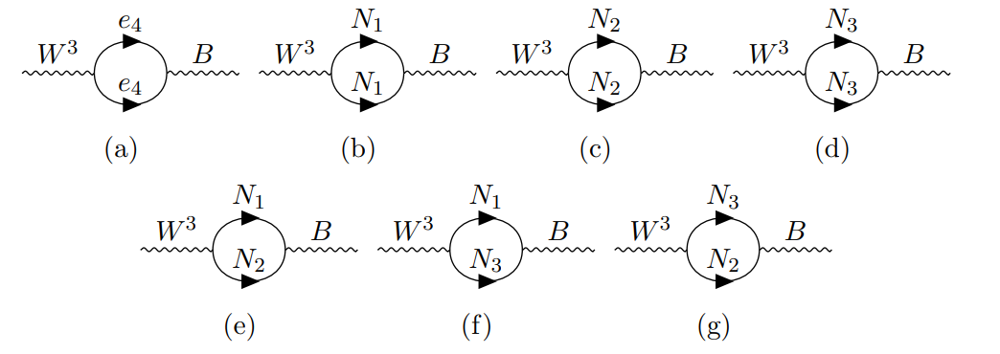 e₄ N₁ N₂ N₃
W³ B W³ B W³ B W³ B
e₄ N₁ N₂ N₃
(a) (b) (c) (d)
N₁ N₁ N₃
W³ B W³ B W³ B
N₂ N₃ N₂
(e) (f) (g)